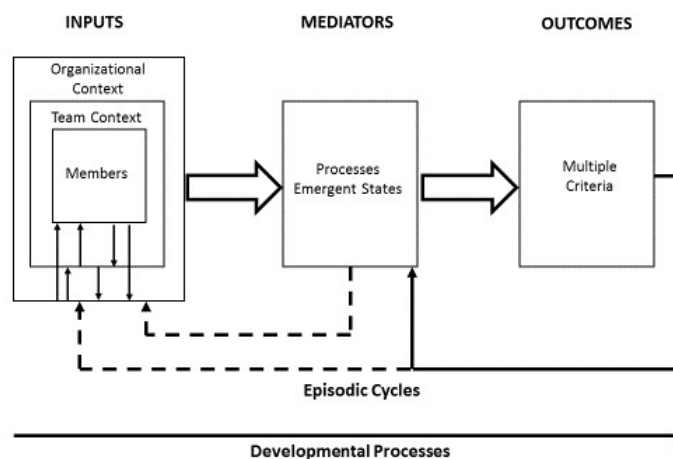 INPUTS
MEDIATORS
OUTCOMES
Organizational
Context
Team Context
Members
Processes
Emergent States
Multiple
Criteria
Episodic Cycles
Developmental Processes